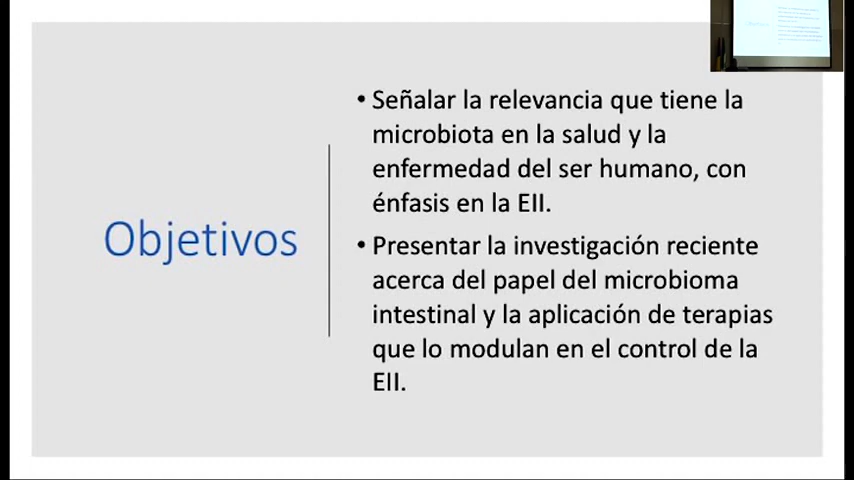 Objetivos
• Señalar la relevancia que tiene la
microbiota en la salud y la
enfermedad del ser humano, con
énfasis en la EII.
• Presentar la investigación reciente
acerca del papel del microbioma
intestinal y la aplicación de terapias
que lo modulan en el control de la
EII.